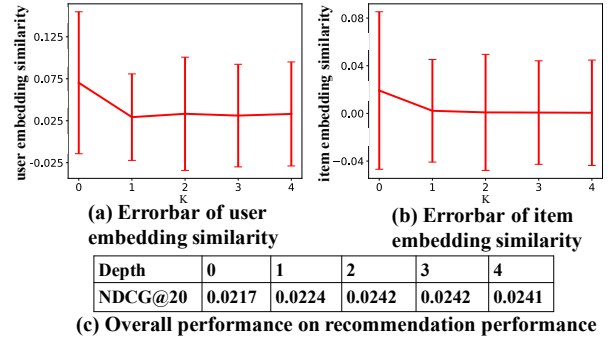 0.125
0.075
0.025
-0.025
user embedding similarity
0 1 2 3 4
K
(a) Errorbar of user
embedding similarity
0.08
0.04
0.00
-0.04
item embedding similarity
0 1 2 3 4
K
(b) Errorbar of item
embedding similarity
Depth 0 1 2 3 4
NDCG@20 0.0217 0.0224 0.0242 0.0242 0.0241
(c) Overall performance on recommendation performance